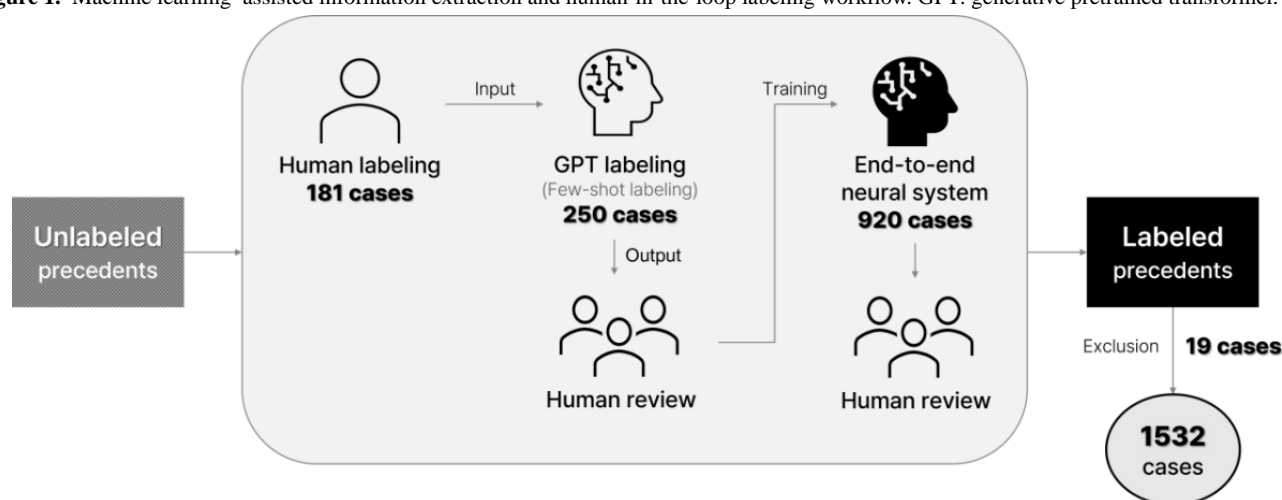 gure 1. Machine learning–assisted information extraction and human-in-the-loop labeling workflow. GPT: generative pretrained transformer.
Human labeling
181 cases
Input
GPT labeling
(Few-shot labeling)
250 cases
Training
End-to-end
neural system
920 cases
Unlabeled
precedents
Output
Human review
Human review
Labeled
precedents
Exclusion
19 cases
1532
cases